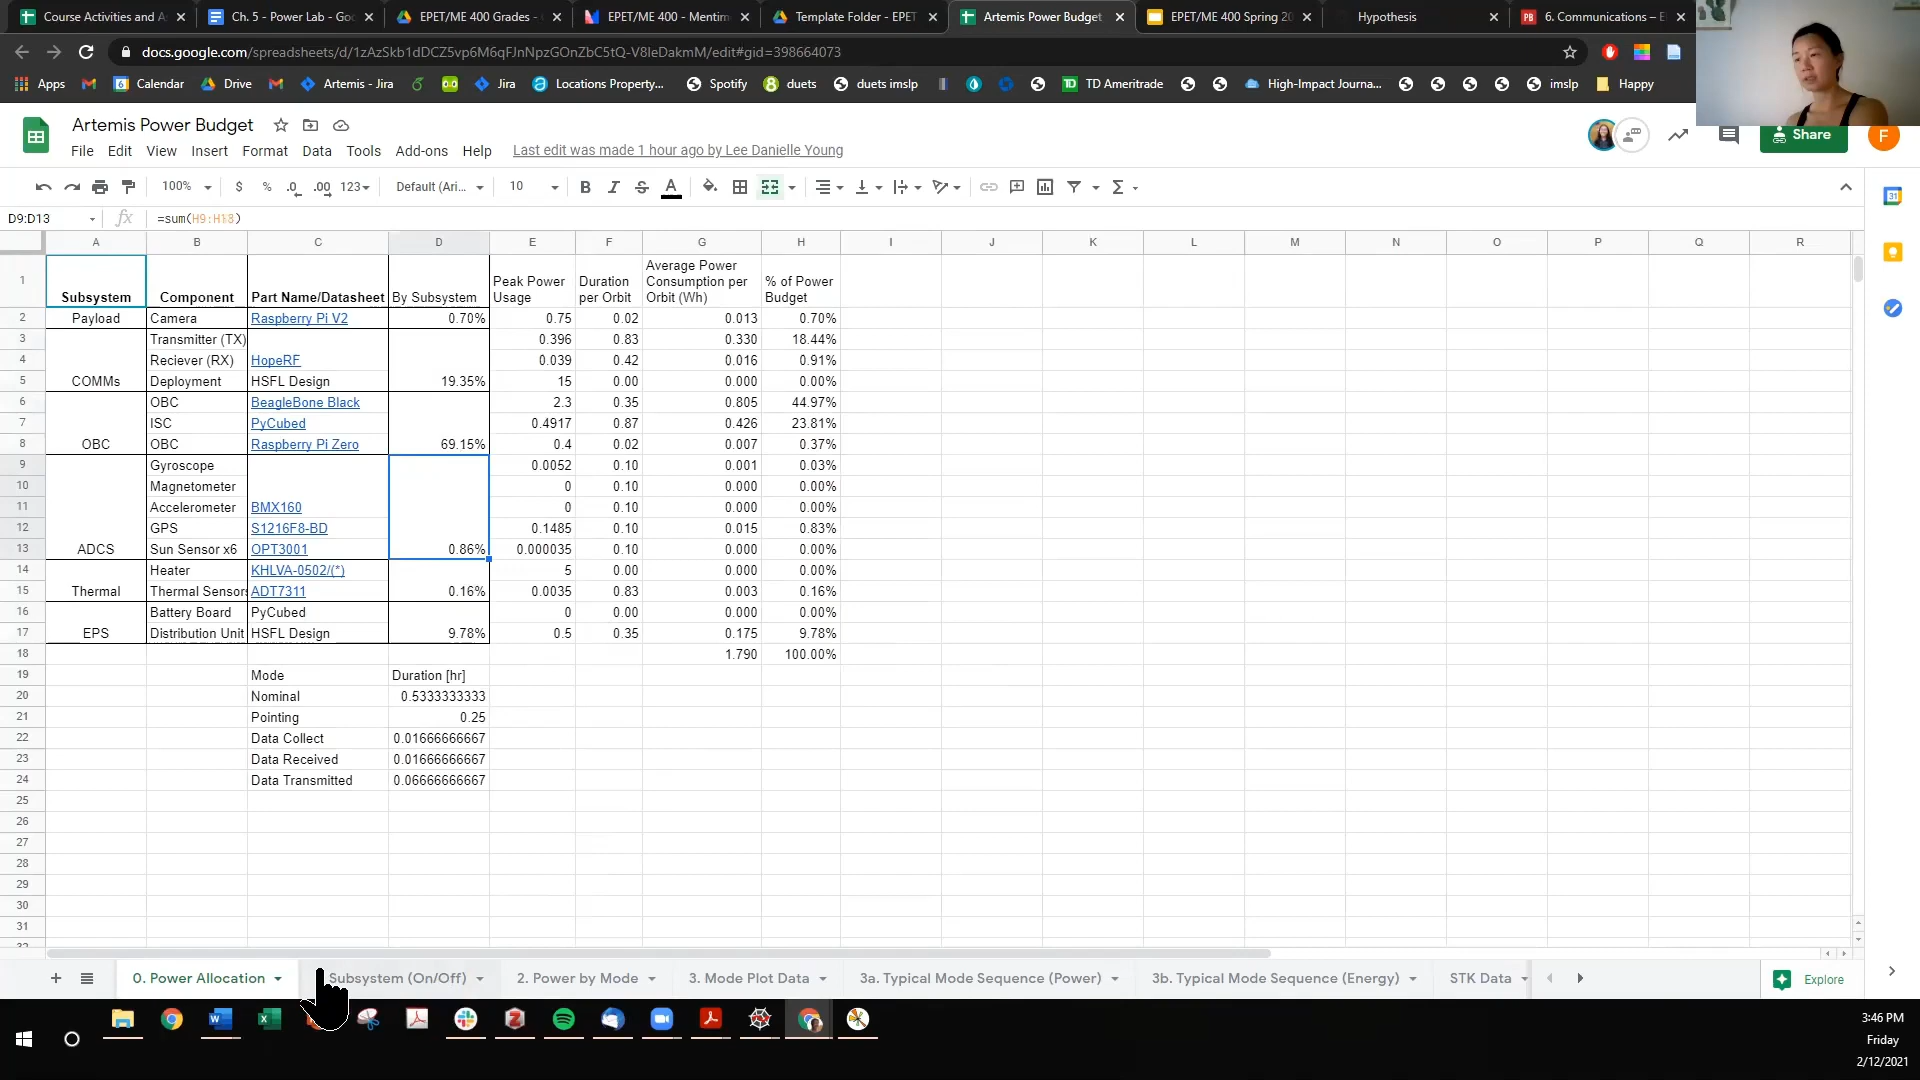 Course Activities and A
Ch. 5 - Power Lab - Goo
EPET/ME 400 Grades -
EPET/ME 400 - Mentim
Template Folder - EPET
Artemis Power Budget
EPET/ME 400 Spring 20
Hypothesis
6. Communications – E
docs.google.com/spreadsheets/d/1zAzSkb1dDCZ5vp6M6qFJnNpzGOnZbC5tQ-V8leDakmM/edit#gid=398664073
Apps Calendar Drive Artemis - Jira Jira Locations Property... Spotify duets duets imslp TD Ameritrade High-Impact Journa... imslp Happy
Artemis Power Budget
File Edit View Insert Format Data Tools Add-ons Help Last edit was made 1 hour ago by Lee Danielle Young
Share
F
100% $ % .0 .00 123 Default (Ari... 10 B I S A
D9:D13 fx =sum(H9:H13)
A B C D E F G H I J K L M N O P Q R
1 Subsystem Component Part Name/Datasheet By Subsystem Peak Power Usage Duration per Orbit Average Power Consumption per Orbit (Wh) % of Power Budget
2 Payload Camera Raspberry Pi V2 0.70% 0.75 0.02 0.013 0.70%
3 Transmitter (TX) 0.396 0.83 0.330 18.44%
4 Reciever (RX) HopeRF 0.039 0.42 0.016 0.91%
5 COMMs Deployment HSFL Design 19.35% 15 0.00 0.000 0.00%
6 OBC BeagleBone Black 2.3 0.35 0.805 44.97%
7 ISC PyCubed 0.4917 0.87 0.426 23.81%
8 OBC OBC Raspberry Pi Zero 69.15% 0.4 0.02 0.007 0.37%
9 Gyroscope 0.0052 0.10 0.001 0.03%
10 Magnetometer 0 0.10 0.000 0.00%
11 Accelerometer BMX160 0 0.10 0.000 0.00%
12 GPS S1216F8-BD 0.1485 0.10 0.015 0.83%
13 ADCS Sun Sensor x6 OPT3001 0.86% 0.000035 0.10 0.000 0.00%
14 Heater KHLVA-0502/(*) 5 0.00 0.000 0.00%
15 Thermal Thermal Sensors ADT7311 0.16% 0.0035 0.83 0.003 0.16%
16 Battery Board PyCubed 0 0.00 0.000 0.00%
17 EPS Distribution Unit HSFL Design 9.78% 0.5 0.35 0.175 9.78%
18 1.790 100.00%
19 Mode Duration [hr]
20 Nominal 0.5333333333
21 Pointing 0.25
22 Data Collect 0.01666666667
23 Data Received 0.01666666667
24 Data Transmitted 0.06666666667
25
26
27
28
29
30
31
32
0. Power Allocation Subsystem (On/Off) 2. Power by Mode 3. Mode Plot Data 3a. Typical Mode Sequence (Power) 3b. Typical Mode Sequence (Energy) STK Data Explore
3:46 PM
Friday
2/12/2021